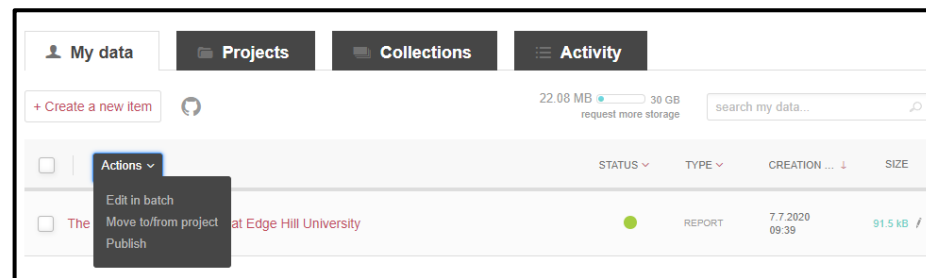 My data Projects Collections Activity
+ Create a new item 22.08 MB 30 GB search my data...
request more storage
Actions STATUS TYPE CREATION ... SIZE
Edit in batch
Move to/from project
Publish
The at Edge Hill University REPORT 7.7.2020 91.5 kB
09:39